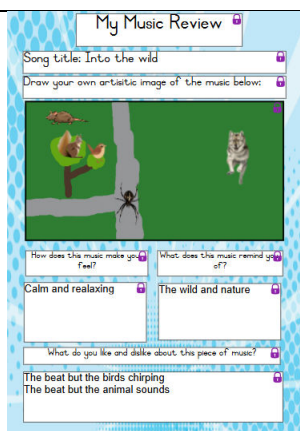 My Music Review
Song title: Into the wild
Draw your own artisitic image of the music below:
How does this music make you
feel?
What does this music remind you
of?
Calm and realaxing
The wild and nature
What do you like and dislike about this piece of music?
The beat but the birds chirping
The beat but the animal sounds